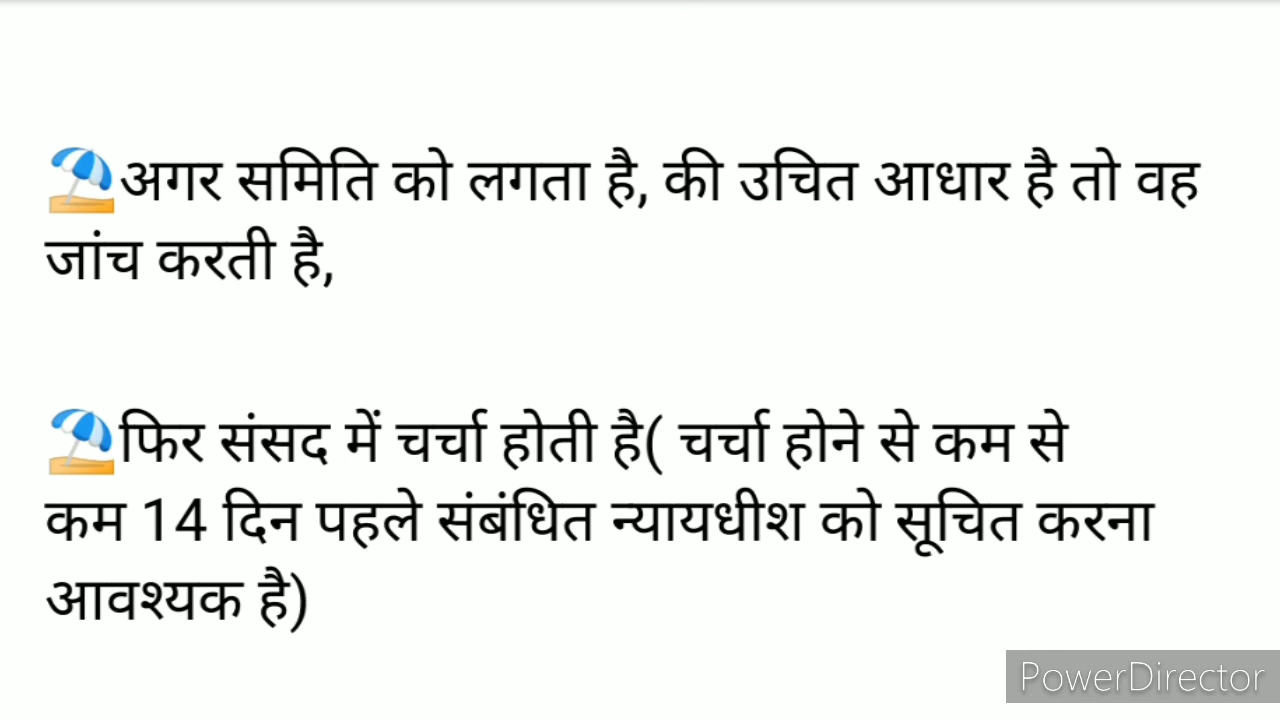 ⛱️अगर समिति को लगता है, की उचित आधार है तो वह
जांच करती है,
⛱️फिर संसद में चर्चा होती है( चर्चा होने से कम से
कम 14 दिन पहले संबंधित न्यायधीश को सूचित करना
आवश्यक है)
PowerDirector